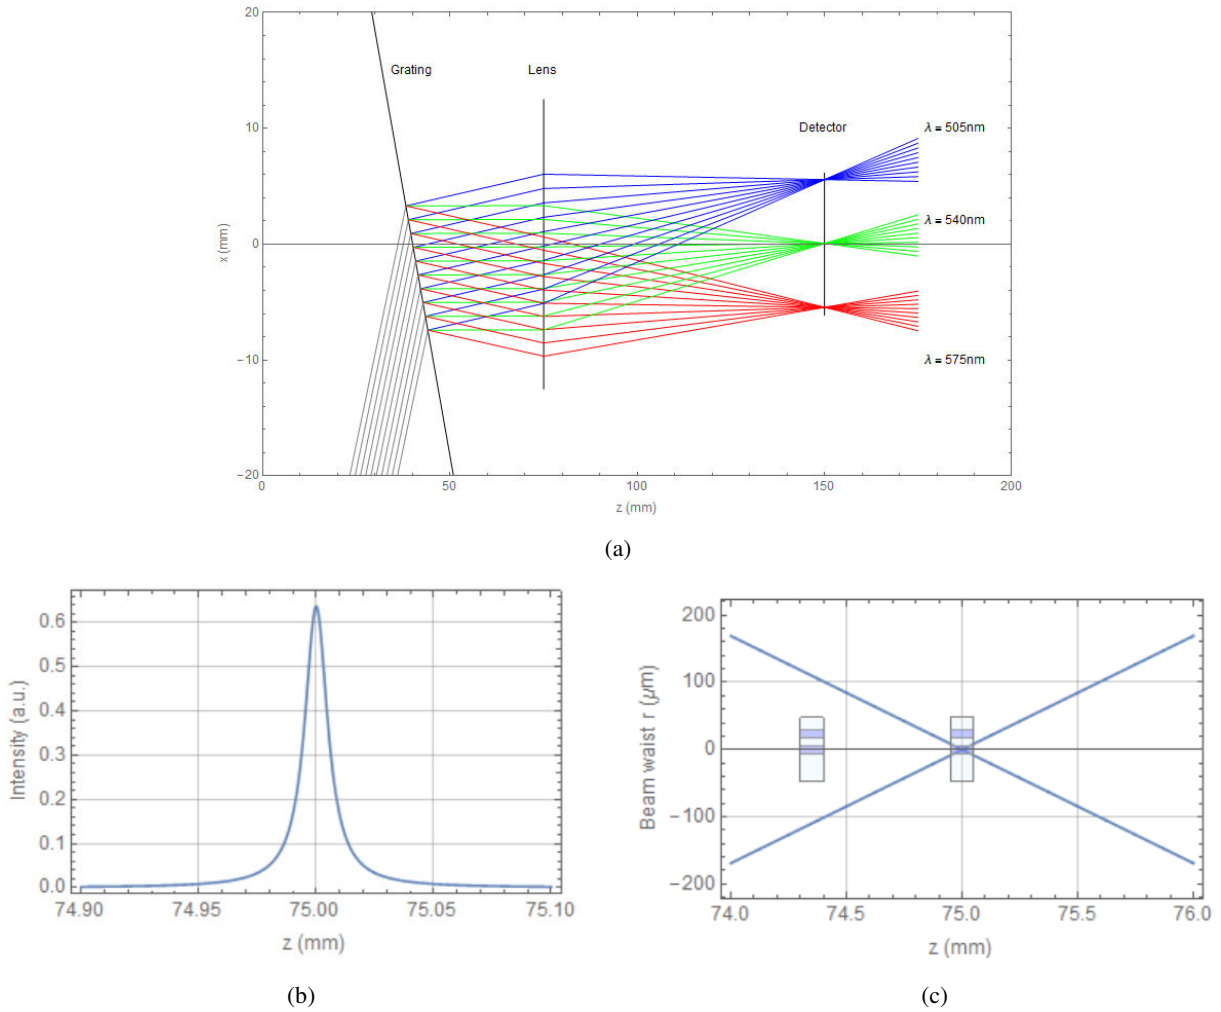 20
Grating
Lens
10
Detector
λ = 505nm
x (mm)
λ = 540nm
0
−10
λ = 575nm
−20
0
50
100
150
200
z (mm)
(a)
Intensity (a.u.)
0.6
0.5
0.4
0.3
0.2
0.1
0.0
74.90
74.95
75.00
75.05
75.10
z (mm)
(b)
Beam waist r (μm)
200
100
0
−100
−200
74.0
74.5
75.0
75.5
76.0
z (mm)
(c)